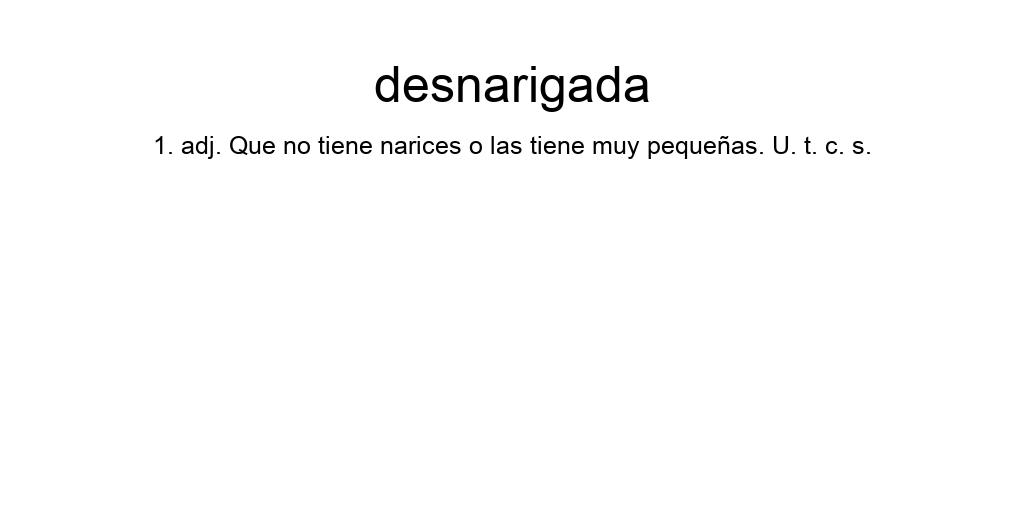 desnarigada
1. adj. Que no tiene narices o las tiene muy pequeñas. U. t. c. s.